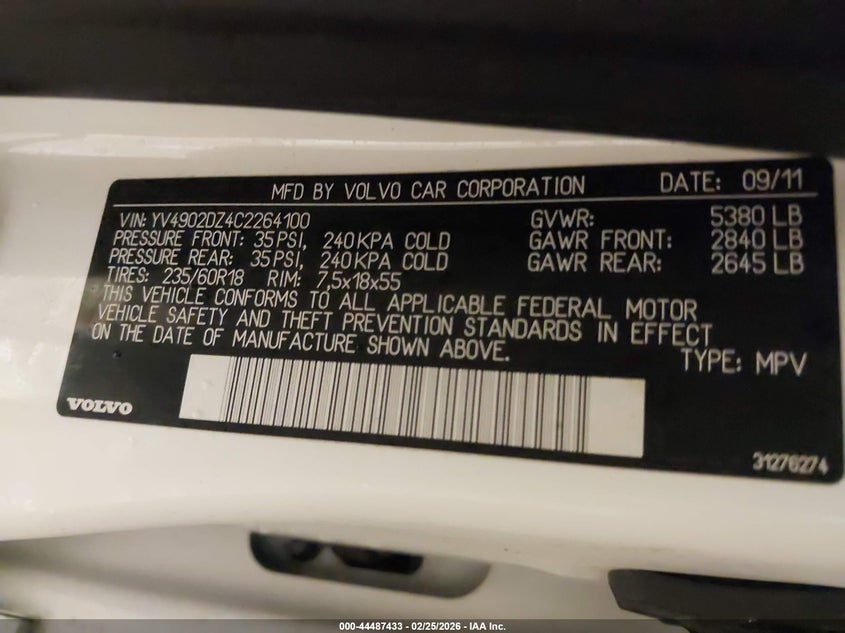 MFD BY VOLVO CAR CORPORATION DATE: 09/11
VIN: YV4902DZ4C2264100 GVWR: 5380 LB
PRESSURE FRONT: 35 PSI, 240 KPA COLD GAWR FRONT: 2840 LB
PRESSURE REAR: 35 PSI, 240 KPA COLD GAWR REAR: 2645 LB
TIRES: 235/60R18 RIM: 7,5x18x55
THIS VEHICLE CONFORMS TO ALL APPLICABLE FEDERAL MOTOR
VEHICLE SAFETY AND THEFT PREVENTION STANDARDS IN EFFECT
ON THE DATE OF MANUFACTURE SHOWN ABOVE.
TYPE: MPV
VOLVO
31276274
000-44487433 - 02/25/2026 - IAA Inc.